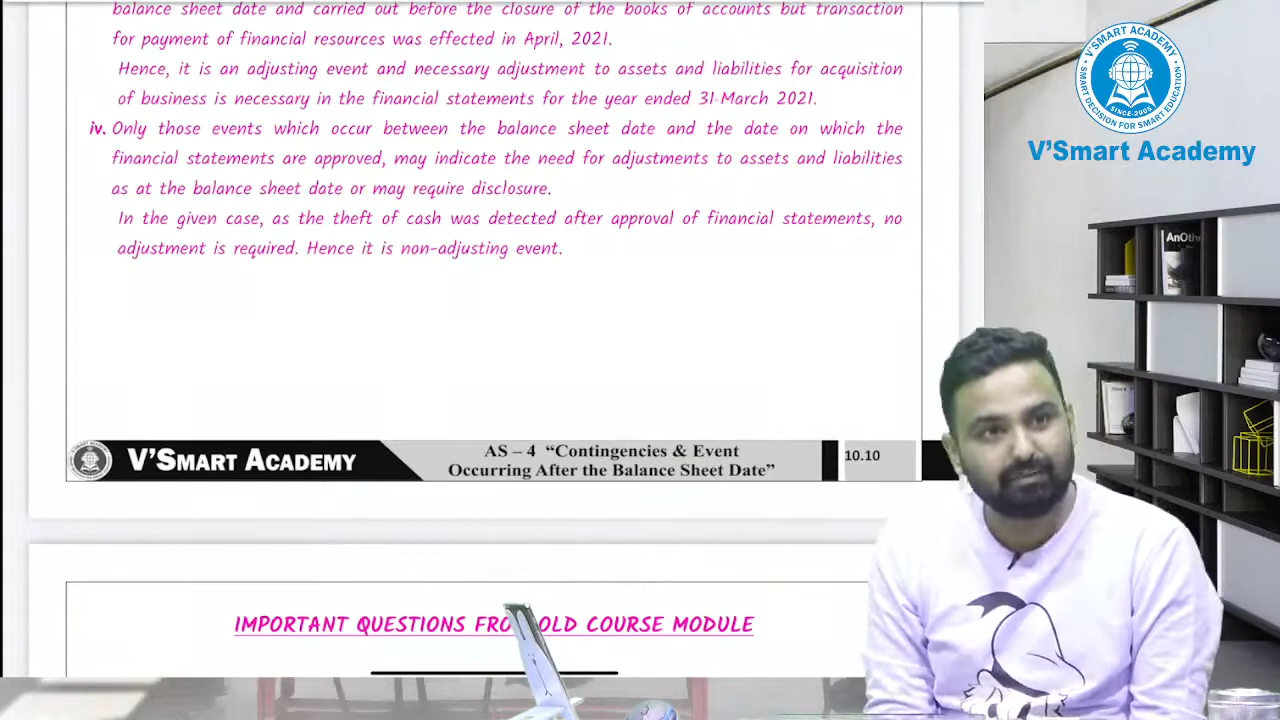 balance sheet date and carried out before the closure of the books of accounts but transaction
for payment of financial resources was effected in April, 2021.
Hence, it is an adjusting event and necessary adjustment to assets and liabilities for acquisition
of business is necessary in the financial statements for the year ended 31 March 2021.
iv. Only those events which occur between the balance sheet date and the date on which the
financial statements are approved, may indicate the need for adjustments to assets and liabilities
as at the balance sheet date or may require disclosure.
In the given case, as the theft of cash was detected after approval of financial statements, no
adjustment is required. Hence it is non-adjusting event.
V'SMART ACADEMY
AS – 4 “Contingencies & Event
Occurring After the Balance Sheet Date”
10.10
IMPORTANT QUESTIONS OLD COURSE MODULE
V'SMART ACADEMY
SMART DECISION FOR SMART EDUCATION
SINCE-2005
V'Smart Academy